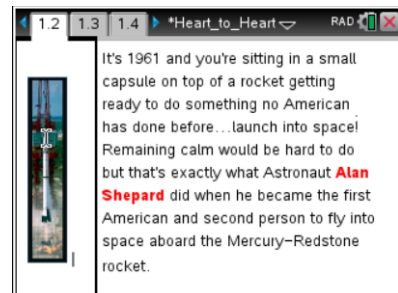 1.2 1.3 1.4 *Heart_to_Heart RAD
It's 1961 and you're sitting in a small
capsule on top of a rocket getting
ready to do something no American
has done before...launch into space!
Remaining calm would be hard to do
but that's exactly what Astronaut Alan
Shepard did when he became the first
American and second person to fly into
space aboard the Mercury-Redstone
rocket.